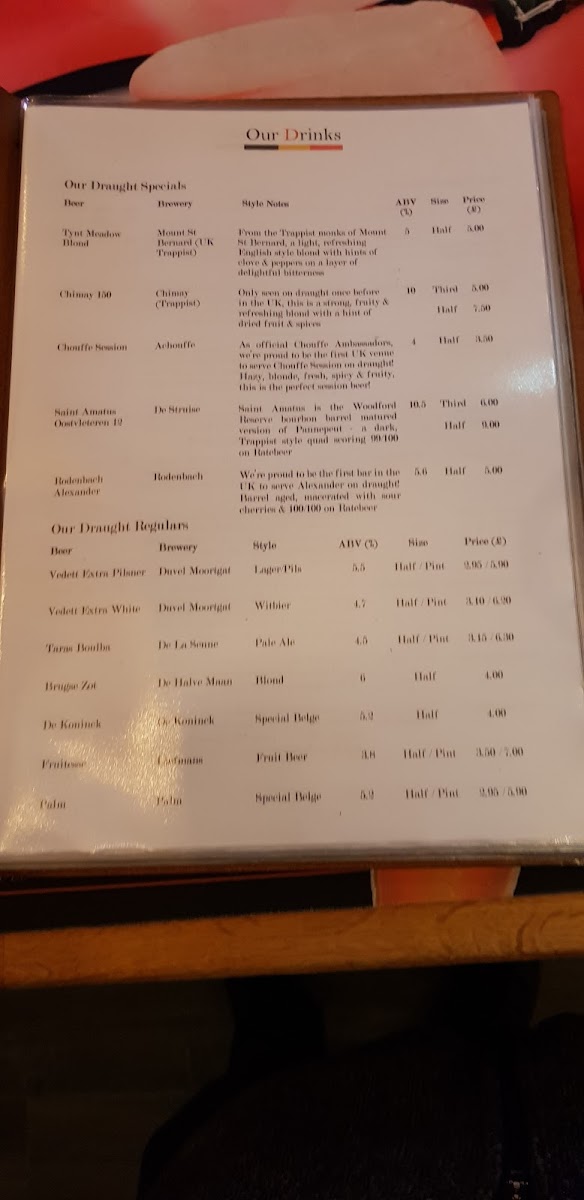 Our Drinks
Our Draught Specials
Beer Brewery Style Notes ABV (%) Size Price (£)
Tynt Meadow Blond
Mount St Bernard (UK Trappist)
From the Trappist monks of Mount
St Bernard, a light, refreshing
English style blond with hints of
clove & peppers on a layer of
delightful bitterness
5 Half 5.00
Chimay 150
Chimay (Trappist)
Only seen on draught once before
in the UK, this is a strong, fruity &
refreshing blond with a hint of
dried fruit & spices
10 Third 5.00
Half 7.50
Chouffe Session
Achouffe
As official Chouffe Ambassadors,
we're proud to be the first UK venue
to serve Chouffe Session on draught!
Hazy, blonde, fresh, spicy & fruity,
this is the perfect session beer!
4 Half 3.50
Saint Amatus
Oostvleteren 12
De Struise
Saint Amatus is the Woodford
Reserve bourbon barrel matured
version of Pannepeut - a dark,
Trappist style quad scoring 99/100
on Ratebeer
10.5 Third 6.00
Half 9.00
Rodenbach
Alexander
Rodenbach
We're proud to be the first bar in the
UK to serve Alexander on draught!
Barrel aged, macerated with sour
cherries & 100/100 on Ratebeer
5.6 Half 5.00
Our Draught Regulars
Beer Brewery Style ABV (%) Size Price (£)
Vedett Extra Pilsner Duvel Moortgat Lager/Pils 5.5 Half / Pint 2.95 / 5.90
Vedett Extra White Duvel Moortgat Witbier 4.7 Half / Pint 3.10 / 6.20
Taras Boulba De La Senne Pale Ale 4.5 Half / Pint 3.15 / 6.30
Brugse Zot De Halve Maan Blond 6 Half 4.00
De Koninck De Koninck Special Belge 5.2 Half 4.00
Fruitesse Liefmans Fruit Beer 3.8 Half / Pint 3.50 / 7.00
Palm Palm Special Belge 5.2 Half / Pint 2.95 / 5.90